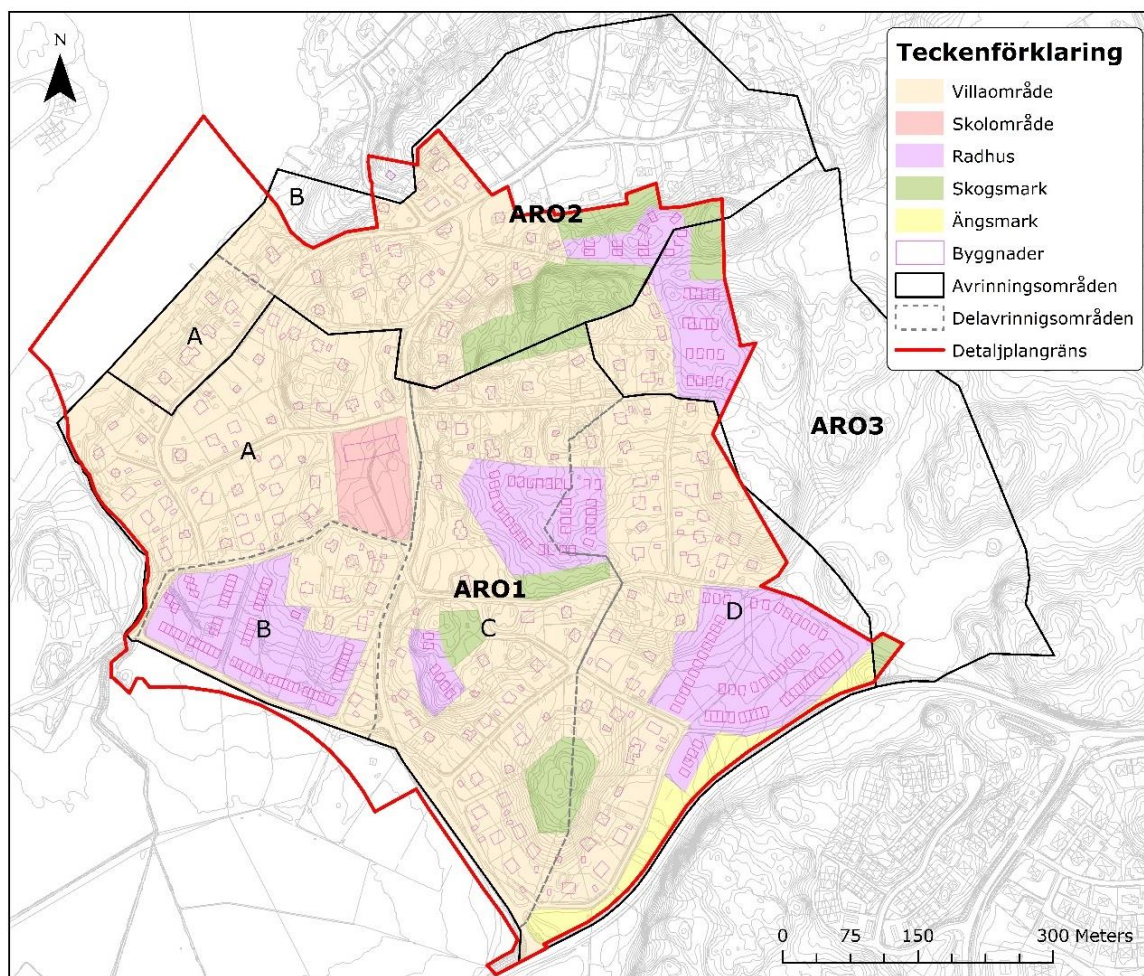 N
Teckenförklaring
Villaområde
Skolområde
Radhus
Skogsmark
Ängsmark
Byggnader
Avrinningsområden
Delavrinnigsområden
Detaljplangräns
B
ARO2
A
A
ARO3
ARO1
B
C
D
0 75 150 300 Meters